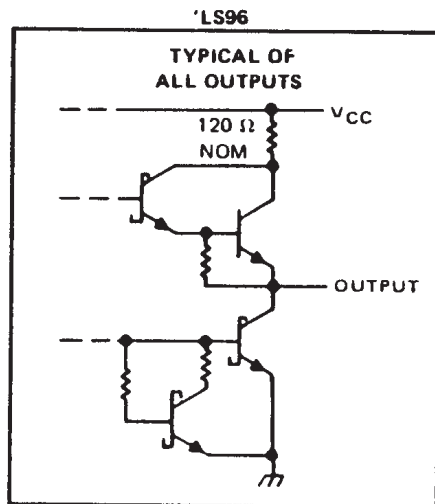 'LS96
TYPICAL OF
ALL OUTPUTS
VCC
120 Ω
NOM
OUTPUT